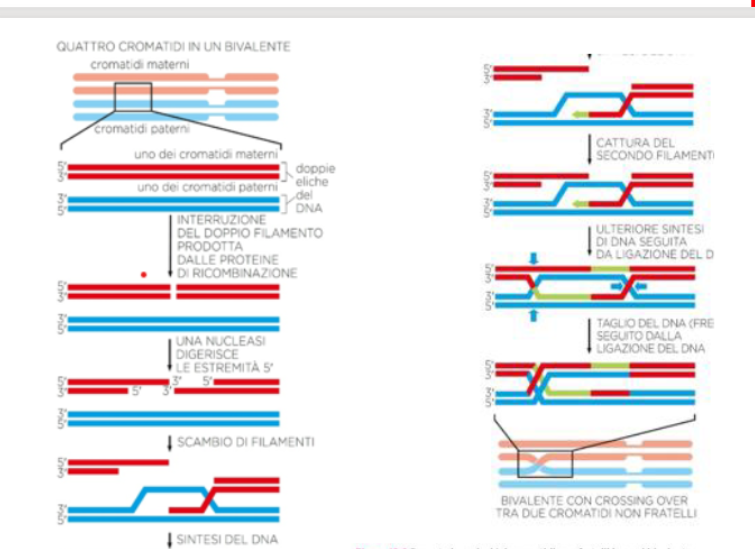 QUATTRO CROMATIDI IN UN BIVALENTE
cromatidi materni
cromatidi paterni
uno dei cromatidi materni
5'
3'
doppie
eliche
del
DNA
uno dei cromatidi paterni
3'
5'
INTERRUZIONE
DEL DOPPIO FILAMENTO
PRODOTTA
DALLE PROTEINE
DI RICOMBINAZIONE
5'
3'
3'
5'
UNA NUCLEASI
DIGERISCE
LE ESTREMITÀ 5'
5' 3' 5'
3' 5' 3'
3'
5'
SCAMBIO DI FILAMENTI
5'
3'
3'
5'
SINTESI DEL DNA
5'
3'
3'
5'
CATTURA DEL
SECONDO FILAMENT
5'
3'
3'
5'
ULTERIORE SINTESI
DI DNA SEGUITA
DA LIGAZIONE DEL D
5'
3'
3'
5'
TAGLIO DEL DNA (FRE
SEGUITO DALLA
LIGAZIONE DEL DNA
5'
3'
3'
5'
BIVALENTE CON CROSSING OVER
TRA DUE CROMATIDI NON FRATELLI